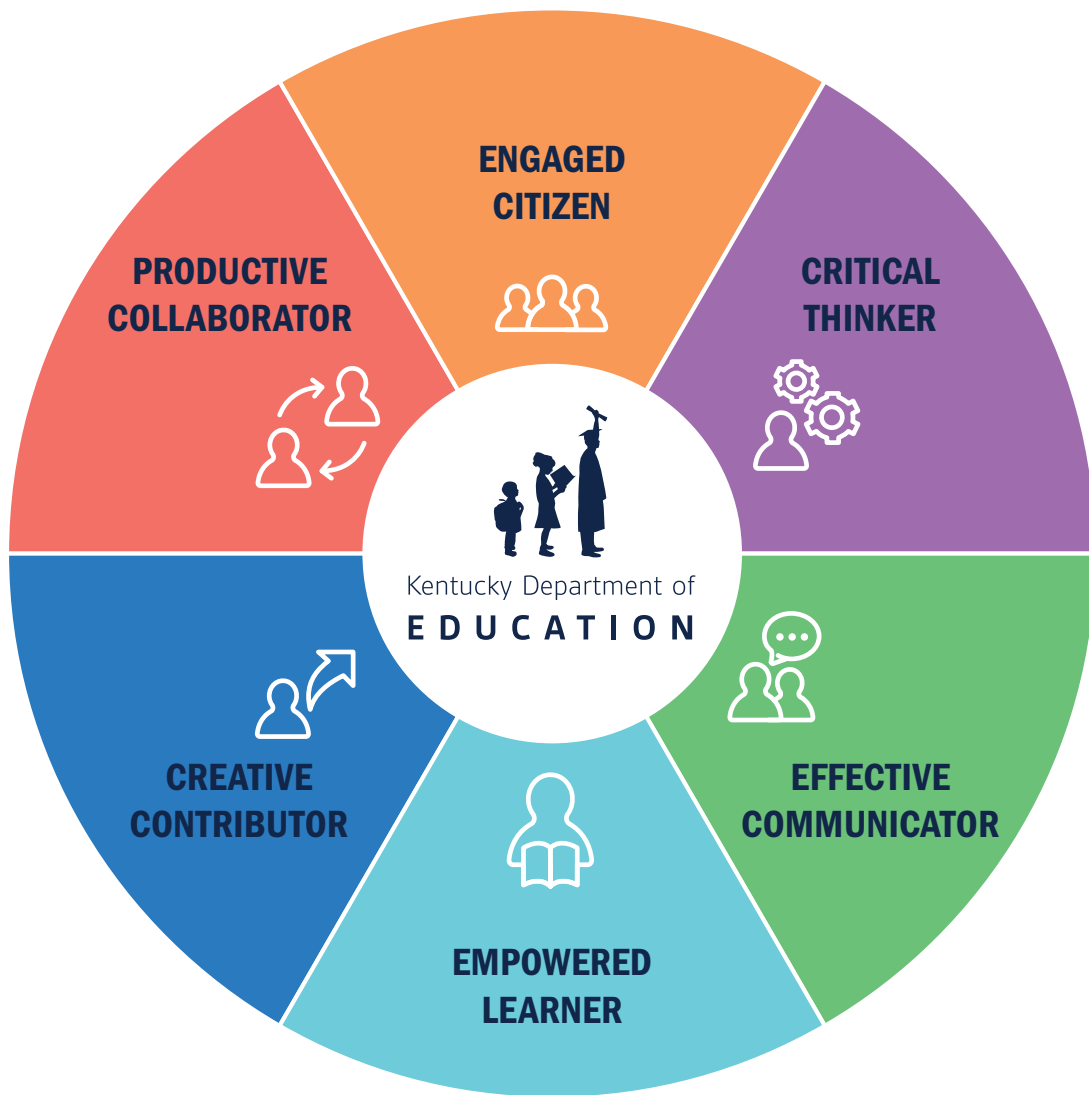 ENGAGED
CITIZEN
CRITICAL
THINKER
EFFECTIVE
COMMUNICATOR
EMPOWERED
LEARNER
CREATIVE
CONTRIBUTOR
PRODUCTIVE
COLLABORATOR
Kentucky Department of
EDUCATION